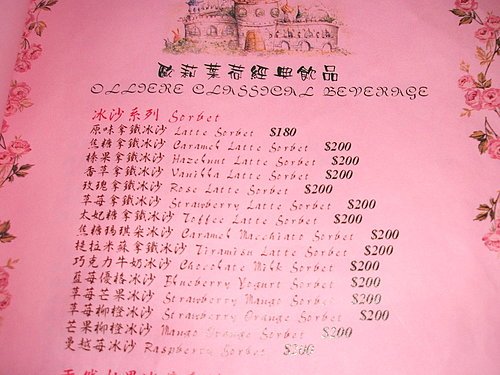 歐莉葉荷經典飲品
OLLIERE CLASSICAL BEVERAGE
冰沙系列 Sorbet
原味拿鐵冰沙 Latte Sorbet $180
焦糖拿鐵冰沙 Caramel Latte Sorbet $200
榛果拿鐵冰沙 Hazelnut Latte Sorbet $200
香草拿鐵冰沙 Vanilla Latte Sorbet $200
玫瑰拿鐵冰沙 Rose Latte Sorbet $200
草莓拿鐵冰沙 Strawberry Latte Sorbet $200
太妃糖拿鐵冰沙 Toffee Latte Sorbet $200
焦糖瑪琪朵冰沙 Caramel Macchiato Sorbet $200
提拉米蘇拿鐵冰沙 Tiramisu Latte Sorbet $200
巧克力牛奶冰沙 Chocolate Milk Sorbet $200
藍莓優格冰沙 Blueberry Yogurt Sorbet $200
草莓芒果冰沙 Strawberry Mango Sorbet $200
草莓柳橙冰沙 Strawberry Orange Sorbet $200
芒果柳橙冰沙 Mango Orange Sorbet $200
曼越莓冰沙 Raspberry Sorbet $200